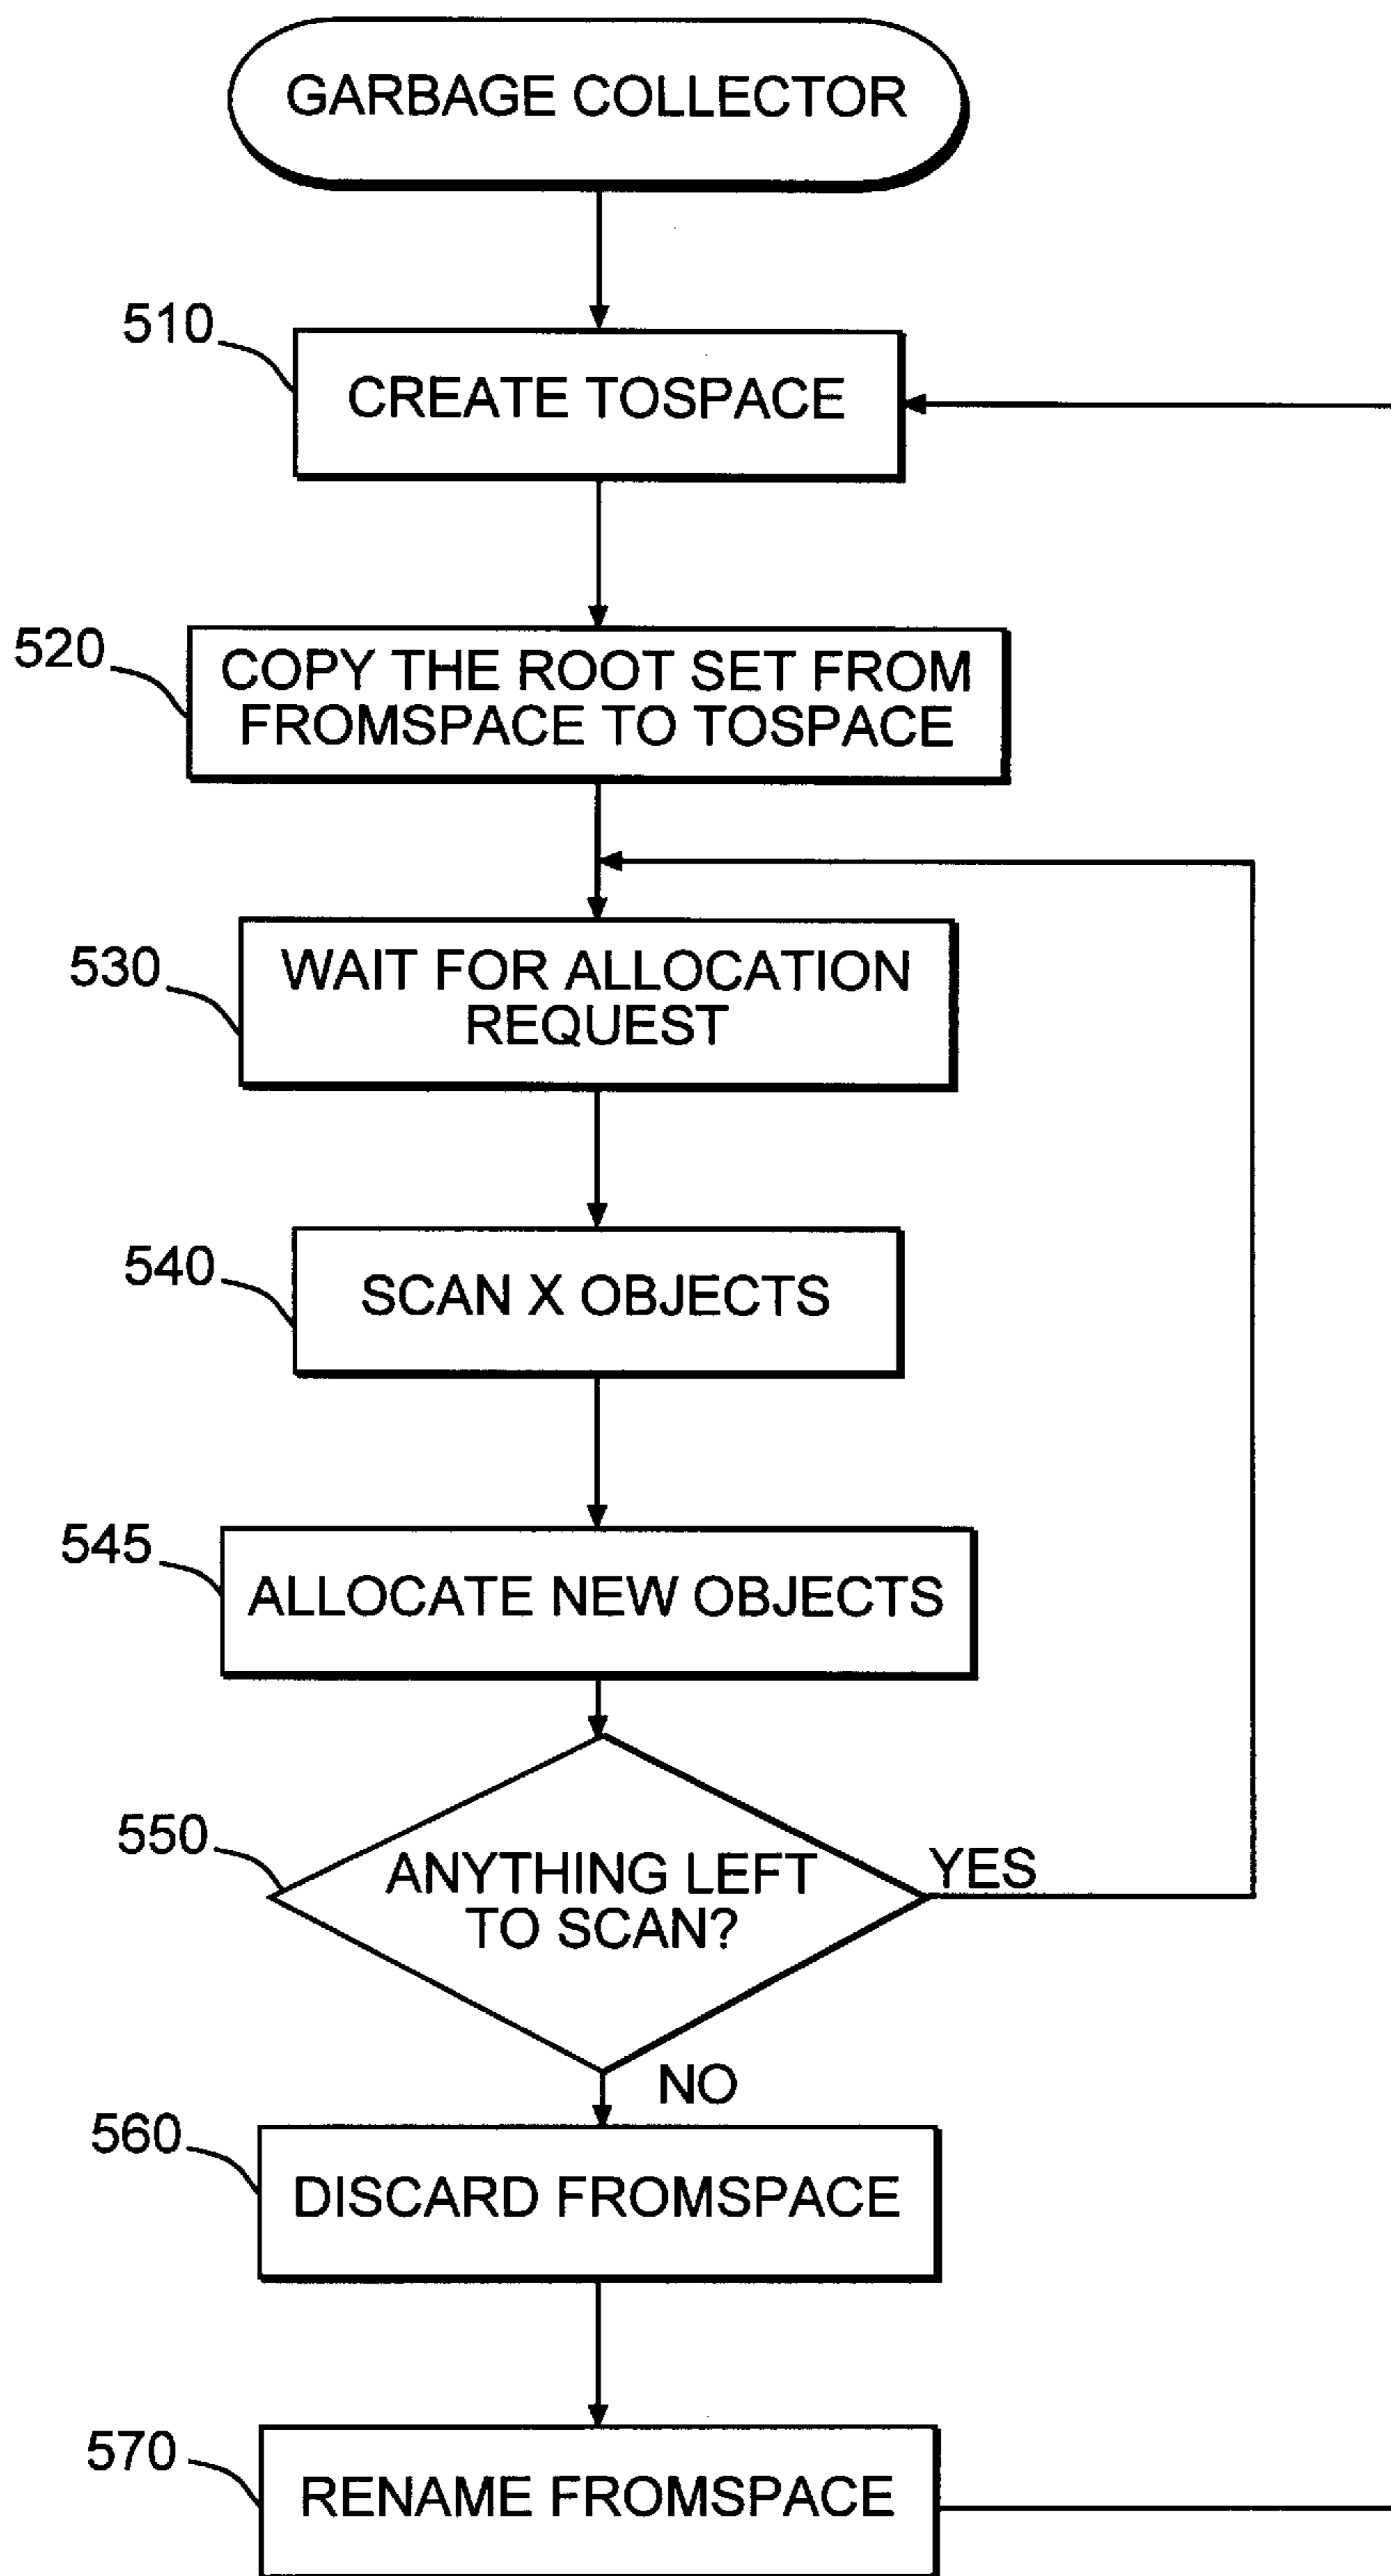 GARBAGE COLLECTOR
510
CREATE TOSPACE
520
COPY THE ROOT SET FROM
FROMSPACE TO TOSPACE
530
WAIT FOR ALLOCATION
REQUEST
540
SCAN X OBJECTS
545
ALLOCATE NEW OBJECTS
550
ANYTHING LEFT
TO SCAN?
YES
NO
560
DISCARD FROMSPACE
570
RENAME FROMSPACE